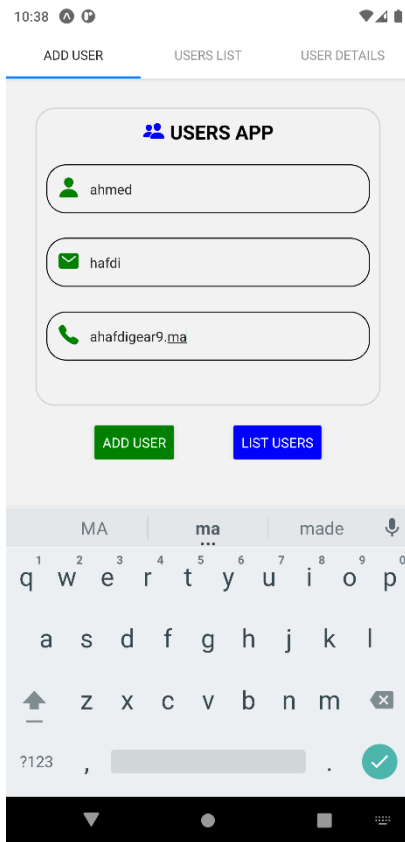 10:38
ADD USER USERS LIST USER DETAILS
USERS APP
ahmed
hafdi
ahafdigear9.ma
ADD USER LIST USERS
MA ma made
1 2 3 4 5 6 7 8 9 0
q w e r t y u i o p
a s d f g h j k l
z x c v b n m
?123 , .